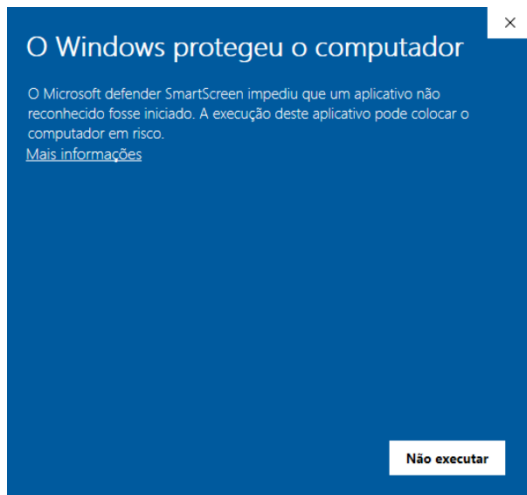 O Windows protegeu o computador
O Microsoft defender SmartScreen impediu que um aplicativo não
reconhecido fosse iniciado. A execução deste aplicativo pode colocar o
computador em risco.
Mais informações
Não executar